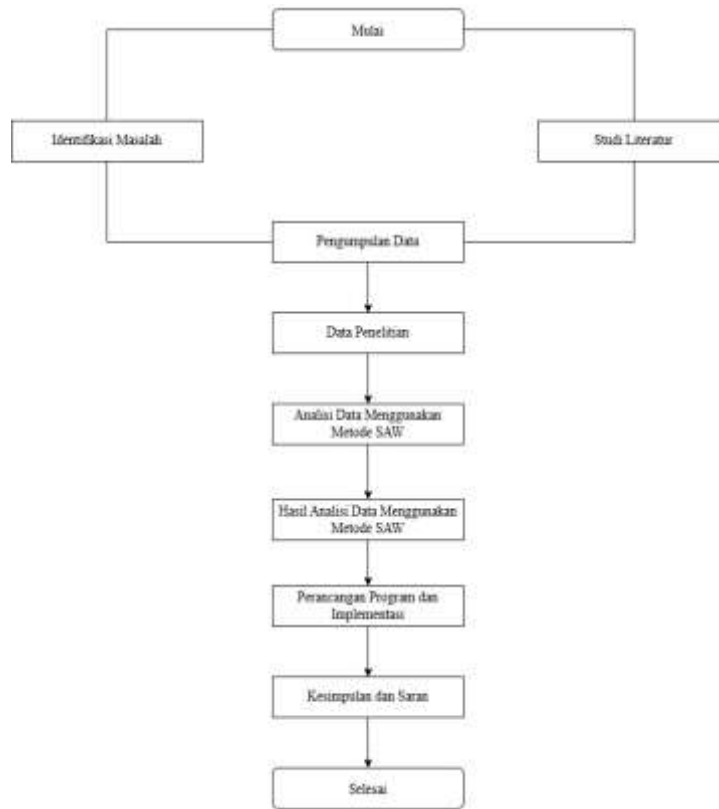 Mulai
Identifikasi Masalah
Studi Literatur
Pengumpulan Data
Data Penelitian
Analisi Data Menggunakan
Metode SAW
Hasil Analisi Data Menggunakan
Metode SAW
Perancangan Program dan
Implementasi
Kesimpulan dan Saran
Selesai